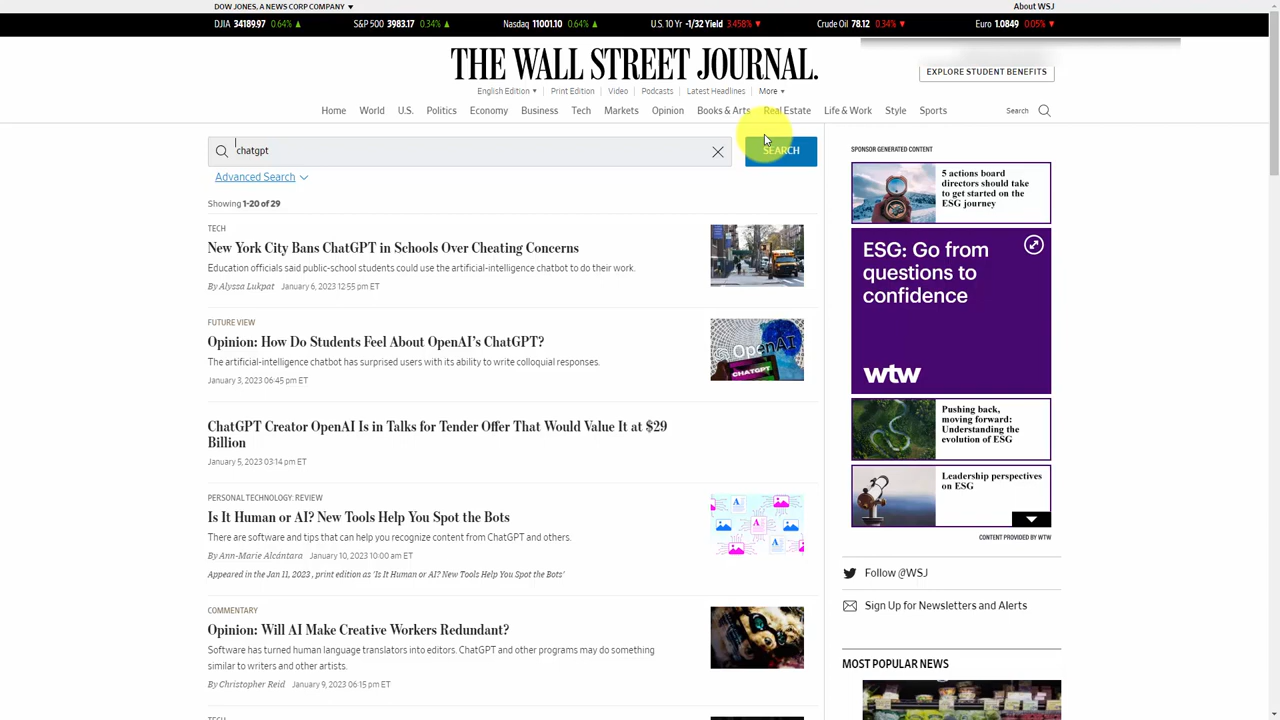 DOW JONES, A NEWS CORP COMPANY
About WSJ
DJIA 34189.97 0.64%
S&P 500 3983.17 0.34%
Nasdaq 11001.10 0.64%
U.S. 10 Yr -1/32 Yield 3.458%
Crude Oil 78.12 0.34%
Euro 1.0849 0.05%
THE WALL STREET JOURNAL.
EXPLORE STUDENT BENEFITS
English Edition Print Edition Video Podcasts Latest Headlines More
Home World U.S. Politics Economy Business Tech Markets Opinion Books & Arts Real Estate Life & Work Style Sports Search
chatgpt
SEARCH
Advanced Search
Showing 1-20 of 29
TECH
New York City Bans ChatGPT in Schools Over Cheating Concerns
Education officials said public-school students could use the artificial-intelligence chatbot to do their work.
By Alyssa Lukpat January 6, 2023 12:55 pm ET
FUTURE VIEW
Opinion: How Do Students Feel About OpenAI's ChatGPT?
The artificial-intelligence chatbot has surprised users with its ability to write colloquial responses.
January 3, 2023 06:45 pm ET
OpenAI
CHATGPT
ChatGPT Creator OpenAI Is in Talks for Tender Offer That Would Value It at $29
Billion
January 5, 2023 03:14 pm ET
PERSONAL TECHNOLOGY: REVIEW
Is It Human or AI? New Tools Help You Spot the Bots
There are software and tips that can help you recognize content from ChatGPT and others.
By Ann-Marie Alcántara January 10, 2023 10:00 am ET
Appeared in the Jan 11, 2023 , print edition as 'Is It Human or AI? New Tools Help You Spot the Bots'
COMMENTARY
Opinion: Will AI Make Creative Workers Redundant?
Software has turned human language translators into editors. ChatGPT and other programs may do something
similar to writers and other artists.
By Christopher Reid January 9, 2023 06:15 pm ET
TECH
SPONSOR GENERATED CONTENT
5 actions board
directors should take
to get started on the
ESG journey
ESG: Go from
questions to
confidence
wtw
Pushing back,
moving forward:
Understanding the
evolution of ESG
Leadership perspectives
on ESG
CONTENT PROVIDED BY WTW
Follow @WSJ
Sign Up for Newsletters and Alerts
MOST POPULAR NEWS